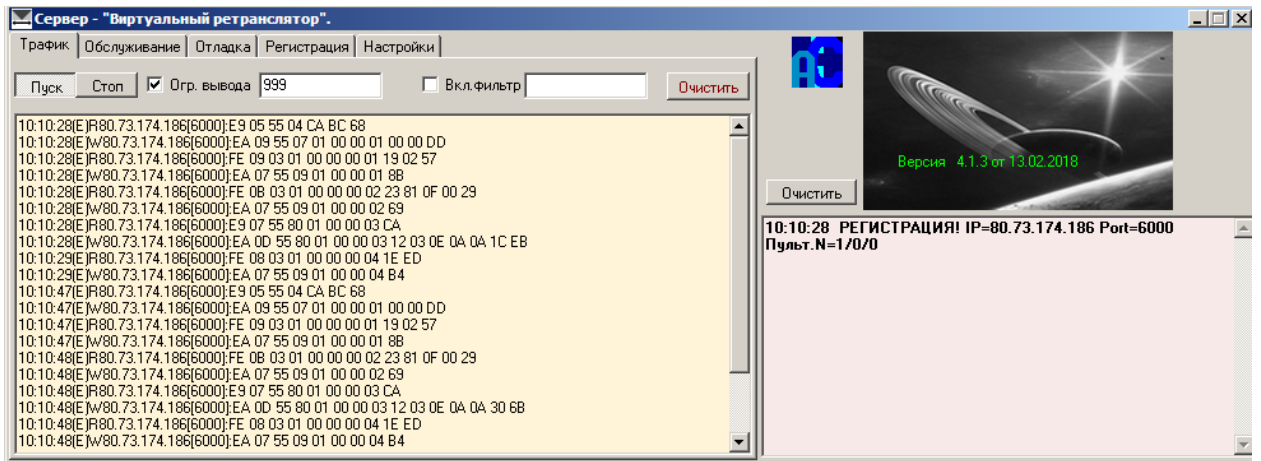 Сервер - "Виртуальный ретранслятор".
Трафик Обслуживание Отладка Регистрация Настройки
Пуск Стоп Огр. вывода 999 Вкл.фильтр Очистить
10:10:28(E)R80.73.174.186[6000]:E9 05 55 04 CA BC 68
10:10:28(E)W80.73.174.186[6000]:EA 09 55 07 01 00 00 01 00 00 DD
10:10:28(E)R80.73.174.186[6000]:FE 09 03 01 00 00 00 01 19 02 57
10:10:28(E)W80.73.174.186[6000]:EA 07 55 09 01 00 00 01 8B
10:10:28(E)R80.73.174.186[6000]:FE 0B 03 01 00 00 00 02 23 81 0F 00 29
10:10:28(E)W80.73.174.186[6000]:EA 07 55 09 01 00 00 02 69
10:10:28(E)R80.73.174.186[6000]:E9 07 55 80 01 00 00 03 CA
10:10:28(E)W80.73.174.186[6000]:EA 0D 55 80 01 00 00 03 12 03 0E 0A 0A 1C EB
10:10:29(E)R80.73.174.186[6000]:FE 08 03 01 00 00 00 04 1E ED
10:10:29(E)W80.73.174.186[6000]:EA 07 55 09 01 00 00 04 B4
10:10:47(E)R80.73.174.186[6000]:E9 05 55 04 CA BC 68
10:10:47(E)W80.73.174.186[6000]:EA 09 55 07 01 00 00 01 00 00 DD
10:10:47(E)R80.73.174.186[6000]:FE 09 03 01 00 00 00 01 19 02 57
10:10:47(E)W80.73.174.186[6000]:EA 07 55 09 01 00 00 01 8B
10:10:48(E)R80.73.174.186[6000]:FE 0B 03 01 00 00 00 02 23 81 0F 00 29
10:10:48(E)W80.73.174.186[6000]:EA 07 55 09 01 00 00 02 69
10:10:48(E)R80.73.174.186[6000]:E9 07 55 80 01 00 00 03 CA
10:10:48(E)W80.73.174.186[6000]:EA 0D 55 80 01 00 00 03 12 03 0E 0A 0A 30 6B
10:10:48(E)R80.73.174.186[6000]:FE 08 03 01 00 00 00 04 1E ED
10:10:48(E)W80.73.174.186[6000]:EA 07 55 09 01 00 00 04 B4
АС
Версия 4.1.3 от 13.02.2018
Очистить
10:10:28 РЕГИСТРАЦИЯ! IP=80.73.174.186 Port=6000
Пульт.N=1/0/0